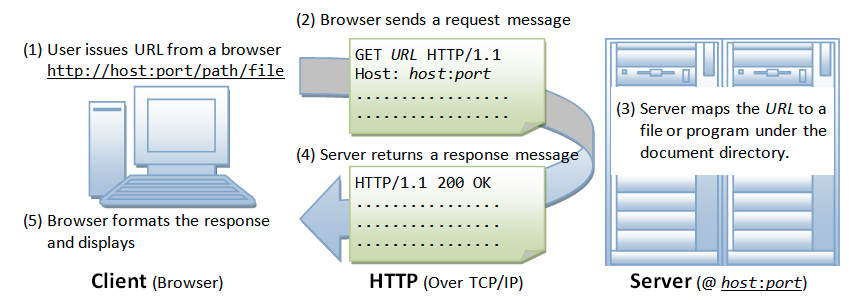 (1) User issues URL from a browser
http://host:port/path/file
(2) Browser sends a request message
GET URL HTTP/1.1
Host: host:port
..................
..................
(3) Server maps the URL to a
file or program under the
document directory.
(4) Server returns a response message
HTTP/1.1 200 OK
.................
.................
.................
(5) Browser formats the response
and displays
Client (Browser)
HTTP (Over TCP/IP)
Server (@ host:port)